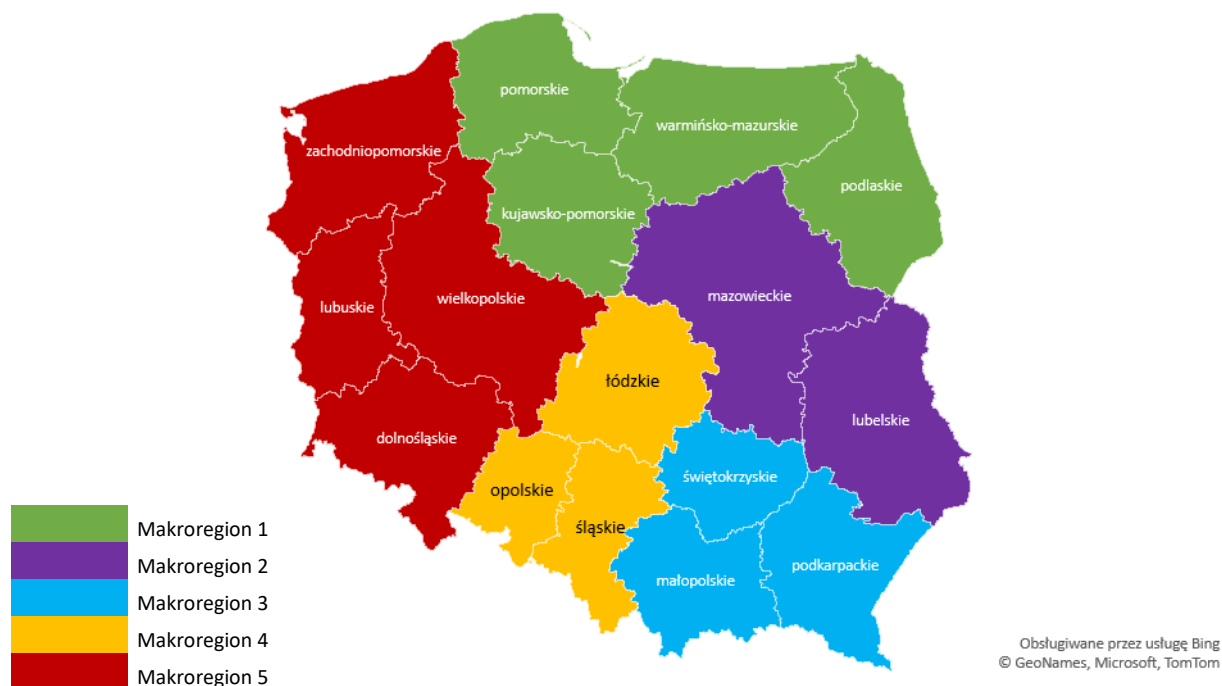 pomorskie
warmińsko-mazurskie
zachodniopomorskie
podlaskie
kujawsko-pomorskie
wielkopolskie
mazowieckie
lubuskie
łódzkie
lubelskie
dolnośląskie
świętokrzyskie
opolskie
śląskie
podkarpackie
małopolskie
Makroregion 1
Makroregion 2
Makroregion 3
Makroregion 4
Makroregion 5
Obsługiwane przez usługę Bing
© GeoNames, Microsoft, TomTom